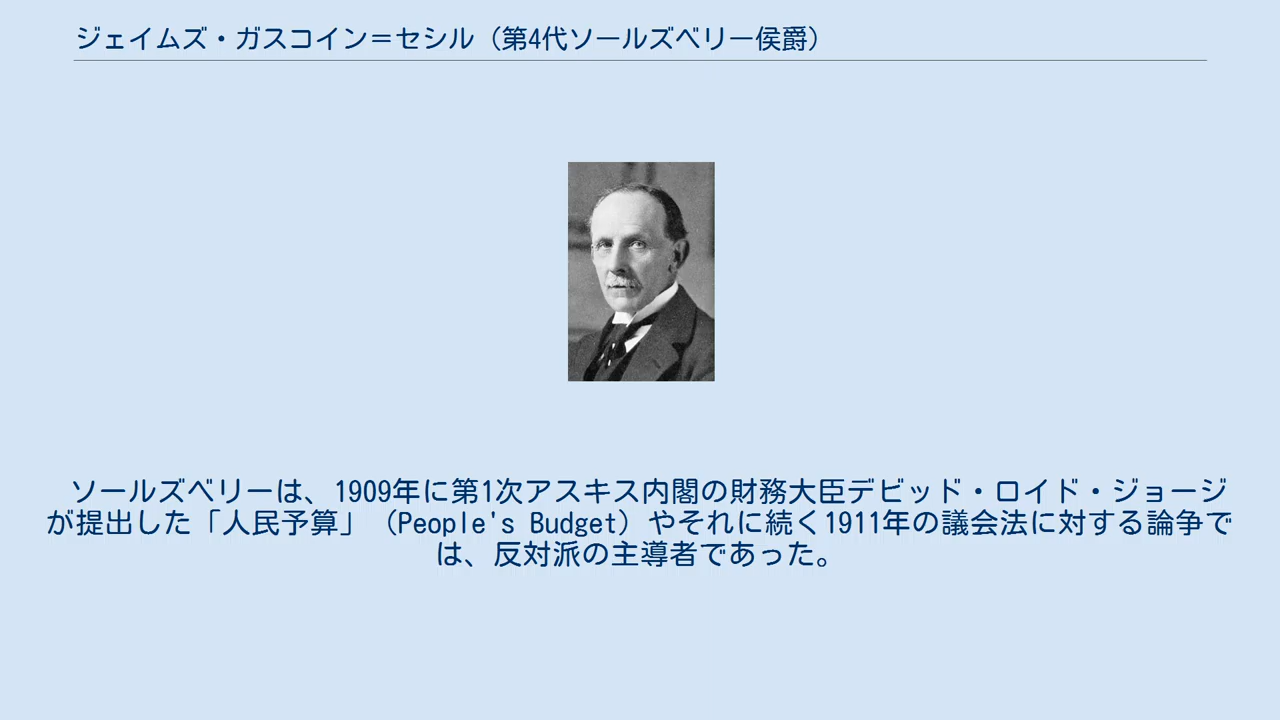 ジェイムズ・ガスコイン＝セシル（第4代ソールズベリー侯爵）
ソールズベリーは、1909年に第1次アスキス内閣の財務大臣デビッド・ロイド・ジョージ
が提出した「人民予算」（People's Budget）やそれに続く1911年の議会法に対する論争で
は、反対派の主導者であった。